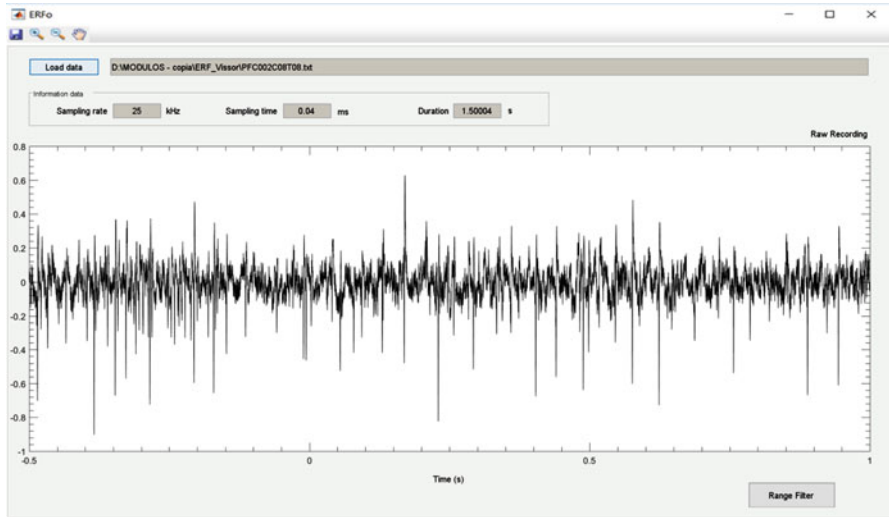 ERFo
Load data D:\MODULOS - copia\ERF_Vissor\PFC002C08T08.txt
Information data
Sampling rate 25 kHz Sampling time 0.04 ms Duration 1.50004 s
Raw Recording
0.8
0.6
0.4
0.2
0
-0.2
-0.4
-0.6
-0.8
-1
-0.5 0 0.5 1
Time (s)
Range Filter